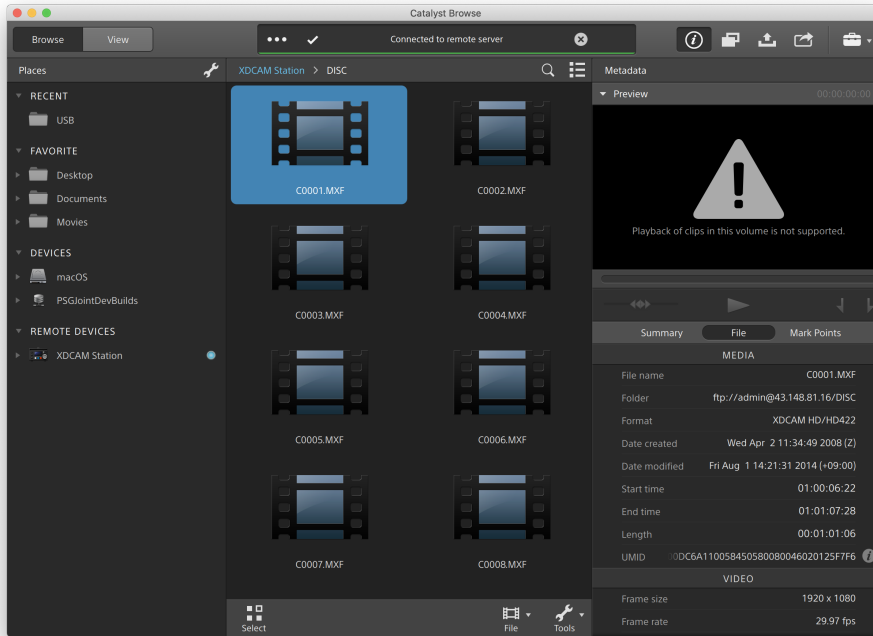 Catalyst Browse
Browse
View
Connected to remote server
Places
XDCAM Station > DISC
Metadata
RECENT
USB
FAVORITE
Desktop
Documents
Movies
DEVICES
macOS
PSGJointDevBuilds
REMOTE DEVICES
XDCAM Station
C0001.MXF
C0002.MXF
C0003.MXF
C0004.MXF
C0005.MXF
C0006.MXF
C0007.MXF
C0008.MXF
Select
File
Tools
Preview
00:00:00:00
Playback of clips in this volume is not supported.
Summary
File
Mark Points
MEDIA
File name C0001.MXF
Folder ftp://admin@43.148.81.16/DISC
Format XDCAM HD/HD422
Date created Wed Apr 2 11:34:49 2008 (Z)
Date modified Fri Aug 1 14:21:31 2014 (+09:00)
Start time 01:00:06:22
End time 01:01:07:28
Length 00:01:01:06
UMID 00DC6A11005845058008004602012​5F7F6
VIDEO
Frame size 1920 x 1080
Frame rate 29.97 fps